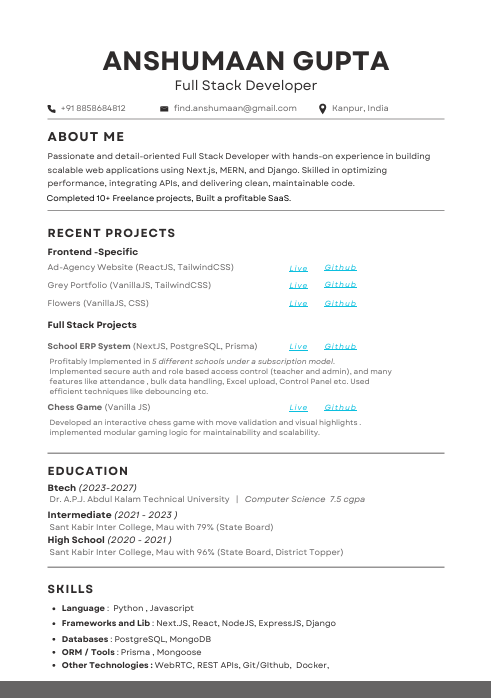 ANSHUMAAN GUPTA
Full Stack Developer
+91 8858684812 find.anshumaan@gmail.com Kanpur, India
ABOUT ME
Passionate and detail-oriented Full Stack Developer with hands-on experience in building
scalable web applications using Next.js, MERN, and Django. Skilled in optimizing
performance, integrating APIs, and delivering clean, maintainable code.
Completed 10+ Freelance projects, Built a profitable SaaS.
RECENT PROJECTS
Frontend -Specific
Ad-Agency Website (ReactJS, TailwindCSS) Live Github
Grey Portfolio (VanillaJS, TailwindCSS) Live Github
Flowers (VanillaJS, CSS) Live Github
Full Stack Projects
School ERP System (NextJS, PostgreSQL, Prisma) Live Github
Profitably Implemented in 5 different schools under a subscription model.
Implemented secure auth and role based access control (teacher and admin), and many
features like attendance , bulk data handling, Excel upload, Control Panel etc. Used
efficient techniques like debouncing etc.
Chess Game (Vanilla JS) Live Github
Developed an interactive chess game with move validation and visual highlights .
implemented modular gaming logic for maintainability and scalability.
EDUCATION
Btech (2023-2027)
Dr. A.P.J. Abdul Kalam Technical University | Computer Science 7.5 cgpa
Intermediate (2021 - 2023 )
Sant Kabir Inter College, Mau with 79% (State Board)
High School (2020 - 2021 )
Sant Kabir Inter College, Mau with 96% (State Board, District Topper)
SKILLS
• Language : Python , Javascript
• Frameworks and Lib : Next.JS, React, NodeJS, ExpressJS, Django
• Databases : PostgreSQL, MongoDB
• ORM / Tools : Prisma , Mongoose
• Other Technologies : WebRTC, REST APIs, Git/GIthub, Docker,